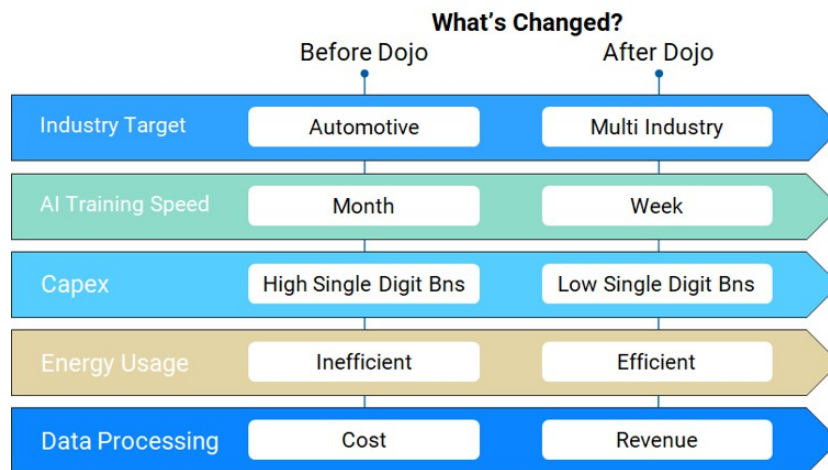 What's Changed?
Before Dojo After Dojo
Industry Target Automotive Multi Industry
AI Training Speed Month Week
Capex High Single Digit Bns Low Single Digit Bns
Energy Usage Inefficient Efficient
Data Processing Cost Revenue